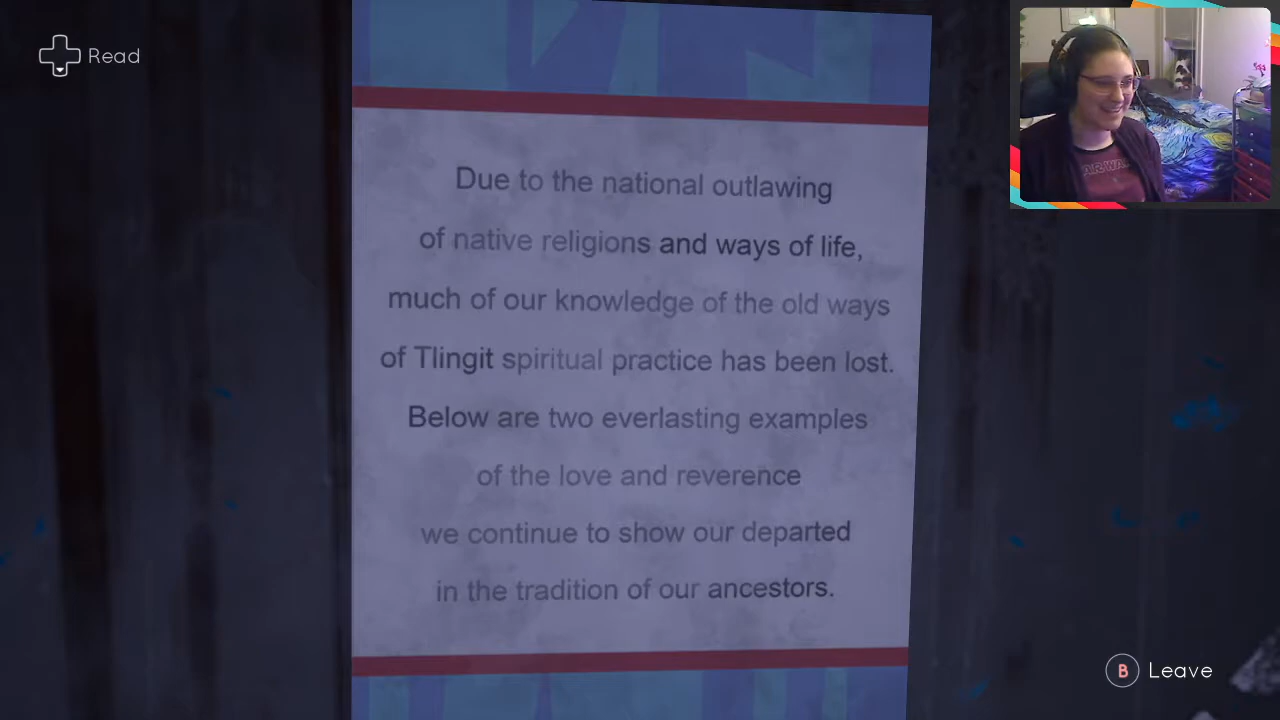 Read
Due to the national outlawing
of native religions and ways of life,
much of our knowledge of the old ways
of Tlingit spiritual practice has been lost.
Below are two everlasting examples
of the love and reverence
we continue to show our departed
in the tradition of our ancestors.
B Leave